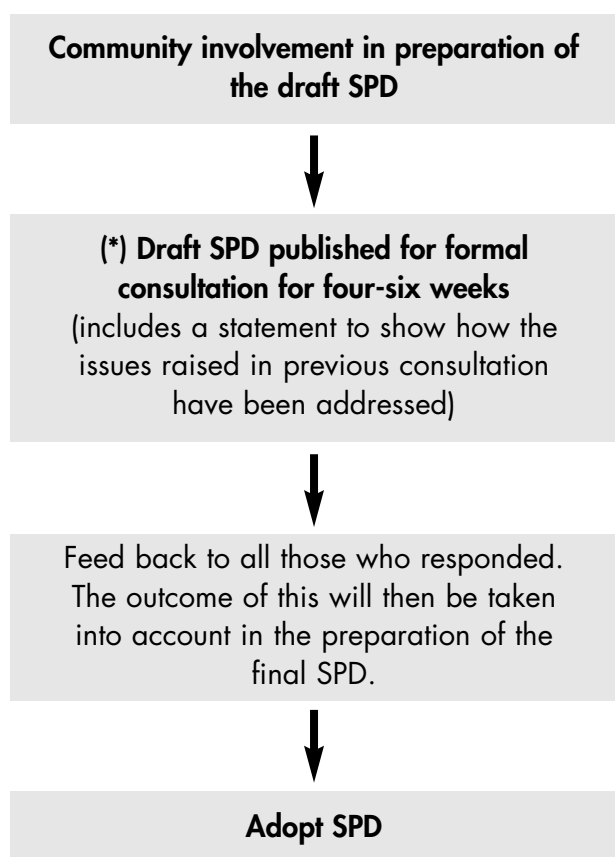 Community involvement in preparation of
the draft SPD
(*) Draft SPD published for formal
consultation for four-six weeks
(includes a statement to show how the
issues raised in previous consultation
have been addressed)
Feed back to all those who responded.
The outcome of this will then be taken
into account in the preparation of the
final SPD.
Adopt SPD